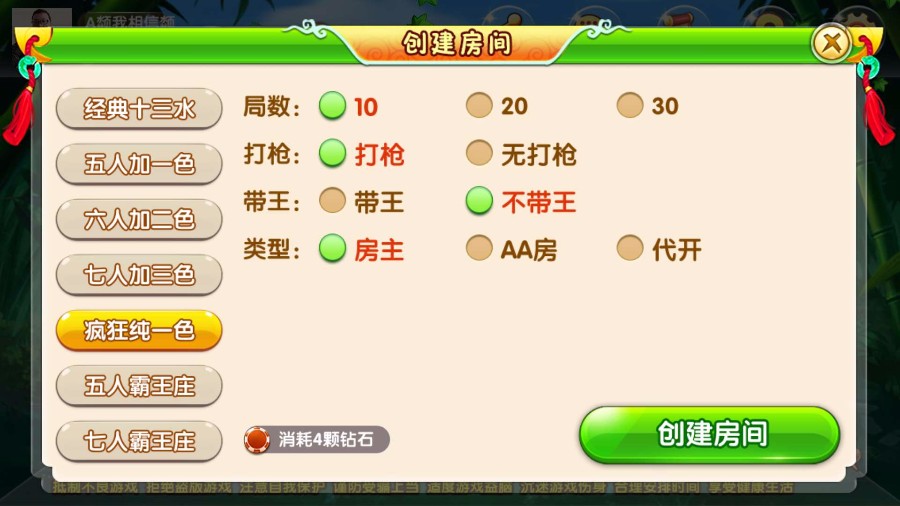 A颏我相信颏
创建房间
经典十三水
五人加一色
六人加二色
七人加三色
疯狂纯一色
五人霸王庄
七人霸王庄
局数： 10 20 30
打枪： 打枪 无打枪
带王： 带王 不带王
类型： 房主 AA房 代开
消耗4颗钻石
创建房间
抵制不良游戏 拒绝盗版游戏 注意自我保护 谨防受骗上当 适度游戏益脑 沉迷游戏伤身 合理安排时间 享受健康生活